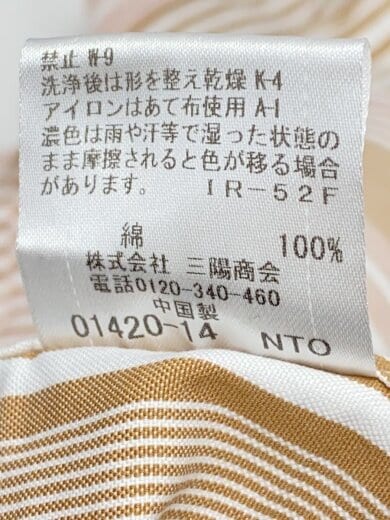 禁止 W-9
洗浄後は形を整え乾燥 K-4
アイロンはあて布使用 A-1
濃色は雨や汗等で湿った状態の
まま摩擦されると色が移る場合
があります。 IR-52F
綿 100%
株式会社 三陽商会
電話0120-340-460
中国製
01420-14 NTO